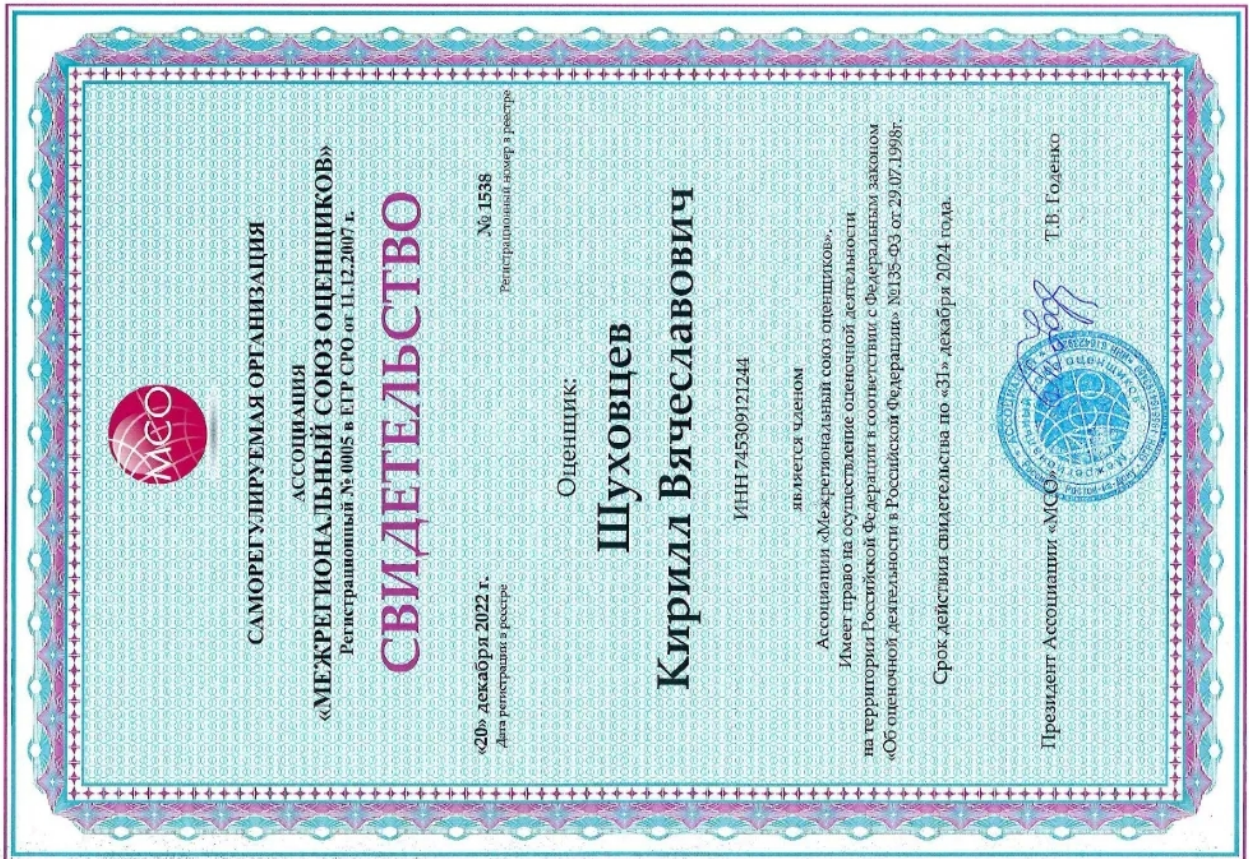 МСО
САМОРЕГУЛИРУЕМАЯ ОРГАНИЗАЦИЯ
АССОЦИАЦИЯ
«МЕЖРЕГИОНАЛЬНЫЙ СОЮЗ ОЦЕНЩИКОВ»
Регистрационный № 0005 в ЕГР СРО от 11.12.2007 г.
СВИДЕТЕЛЬСТВО
«20» декабря 2022 г. № 1538
Дата регистрации в реестре Регистрационный номер в реестре
Оценщик:
Шуховцев
Кирилл Вячеславович
ИНН 745309121244
является членом
Ассоциации «Межрегиональный союз оценщиков».
Имеет право на осуществление оценочной деятельности
на территории Российской Федерации в соответствии с Федеральным законом
«Об оценочной деятельности в Российской Федерации» №135-ФЗ от 29.07.1998г.
Срок действия свидетельства по «31» декабря 2024 года.
Президент Ассоциации «МСО» Т.В. Годенко